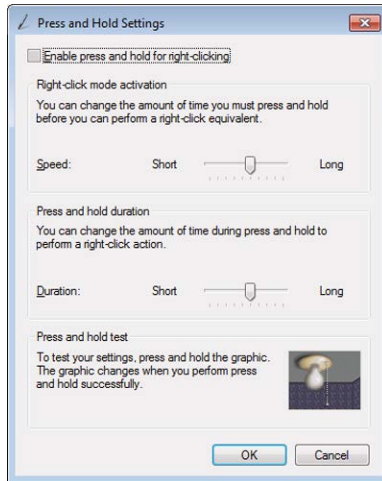 Press and Hold Settings
Enable press and hold for right-clicking
Right-click mode activation
You can change the amount of time you must press and hold
before you can perform a right-click equivalent.
Speed: Short Long
Press and hold duration
You can change the amount of time during press and hold to
perform a right-click action.
Duration: Short Long
Press and hold test
To test your settings, press and hold the graphic.
The graphic changes when you perform press
and hold successfully.
OK Cancel